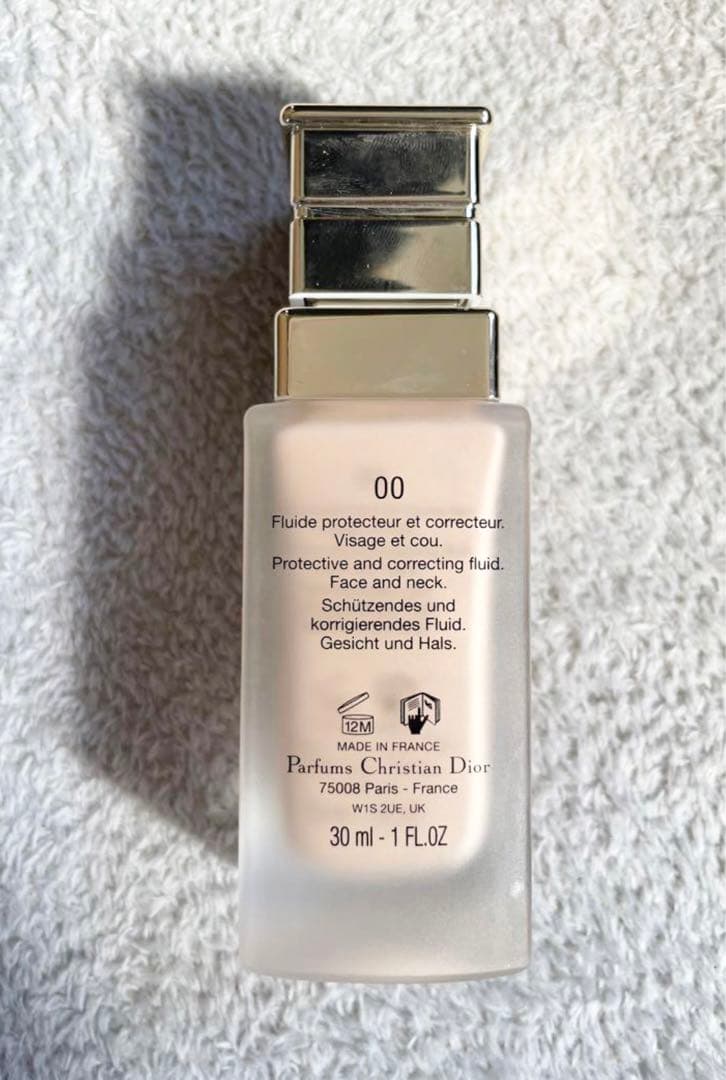 00
Fluide protecteur et correcteur.
Visage et cou.
Protective and correcting fluid.
Face and neck.
Schützendes und
korrigierendes Fluid.
Gesicht und Hals.
12M
MADE IN FRANCE
Parfums Christian Dior
75008 Paris - France
W1S 2UE, UK
30 ml - 1 FL.OZ